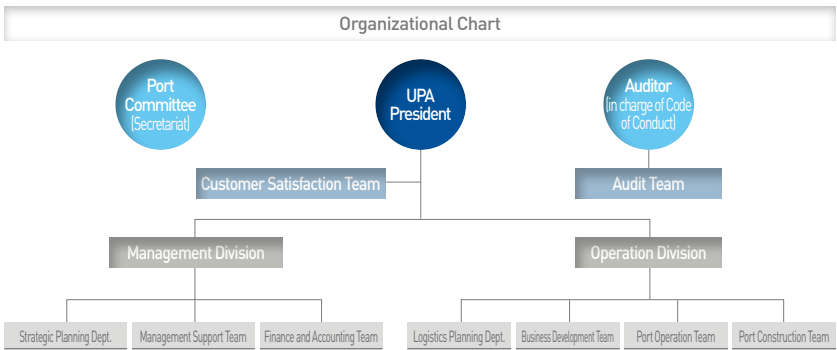 Organizational Chart
Port
Committee
(Secretariat)
UPA
President
Auditor
(in charge of Code
of Conduct)
Customer Satisfaction Team
Audit Team
Management Division
Operation Division
Strategic Planning Dept.
Management Support Team
Finance and Accounting Team
Logistics Planning Dept.
Business Development Team
Port Operation Team
Port Construction Team